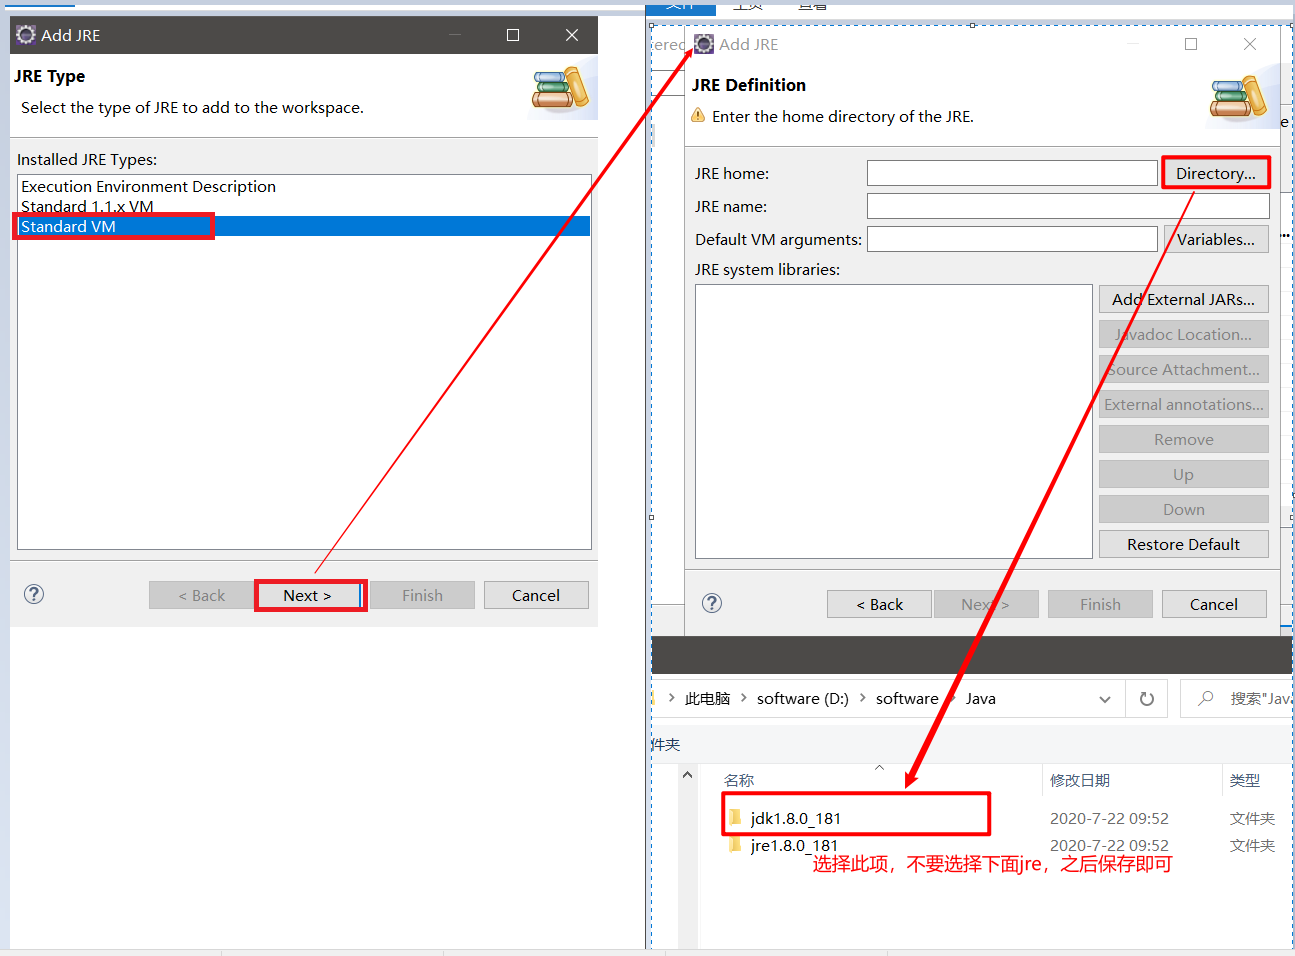 Add JRE
JRE Type
Select the type of JRE to add to the workspace.
Installed JRE Types:
Execution Environment Description
Standard 1.1.x VM
Standard VM
< Back
Next >
Finish
Cancel
文件
主页
查看
Add JRE
JRE Definition
Enter the home directory of the JRE.
JRE home:
Directory...
JRE name:
Default VM arguments:
Variables...
JRE system libraries:
Add External JARs...
Javadoc Location...
Source Attachment...
External annotations...
Remove
Up
Down
Restore Default
< Back
Next >
Finish
Cancel
此电脑 > software (D:) > software > Java
搜索"Jav
件夹
名称
修改日期
类型
jdk1.8.0_181
2020-7-22 09:52
文件夹
jre1.8.0_181
2020-7-22 09:52
文件夹
选择此项，不要选择下面jre，之后保存即可